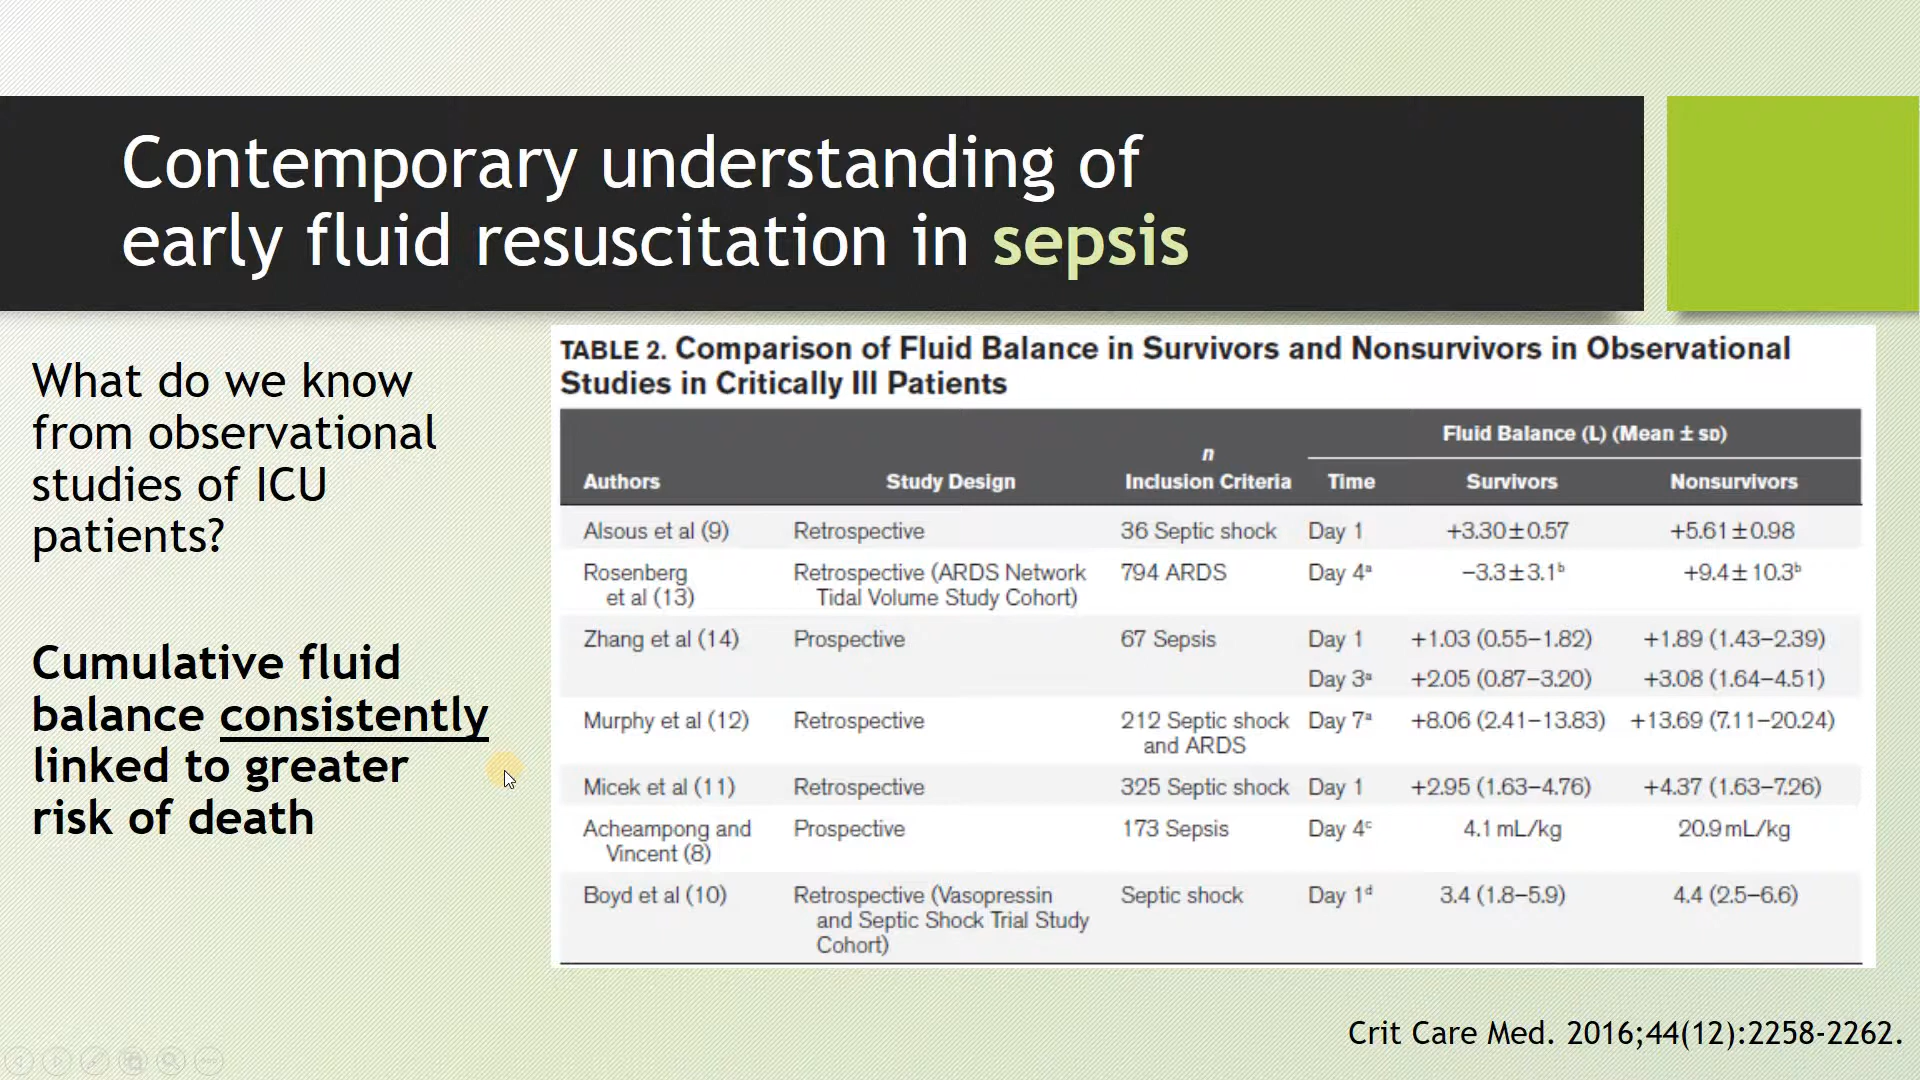 Contemporary understanding of
early fluid resuscitation in sepsis
What do we know
from observational
studies of ICU
patients?
Cumulative fluid
balance consistently
linked to greater
risk of death
TABLE 2. Comparison of Fluid Balance in Survivors and Nonsurvivors in Observational
Studies in Critically Ill Patients
Fluid Balance (L) (Mean ± SD)
n
Authors Study Design Inclusion Criteria Time Survivors Nonsurvivors
Alsous et al (9) Retrospective 36 Septic shock Day 1 +3.30±0.57 +5.61±0.98
Rosenberg Retrospective (ARDS Network 794 ARDS Day 4ᵃ −3.3±3.1ᵇ +9.4±10.3ᵇ
et al (13) Tidal Volume Study Cohort)
Zhang et al (14) Prospective 67 Sepsis Day 1 +1.03 (0.55–1.82) +1.89 (1.43–2.39)
Day 3ᵃ +2.05 (0.87–3.20) +3.08 (1.64–4.51)
Murphy et al (12) Retrospective 212 Septic shock Day 7ᵃ +8.06 (2.41–13.83) +13.69 (7.11–20.24)
and ARDS
Micek et al (11) Retrospective 325 Septic shock Day 1 +2.95 (1.63–4.76) +4.37 (1.63–7.26)
Acheampong and Prospective 173 Sepsis Day 4ᶜ 4.1 mL/kg 20.9 mL/kg
Vincent (8)
Boyd et al (10) Retrospective (Vasopressin Septic shock Day 1ᵈ 3.4 (1.8–5.9) 4.4 (2.5–6.6)
and Septic Shock Trial Study
Cohort)
Crit Care Med. 2016;44(12):2258-2262.